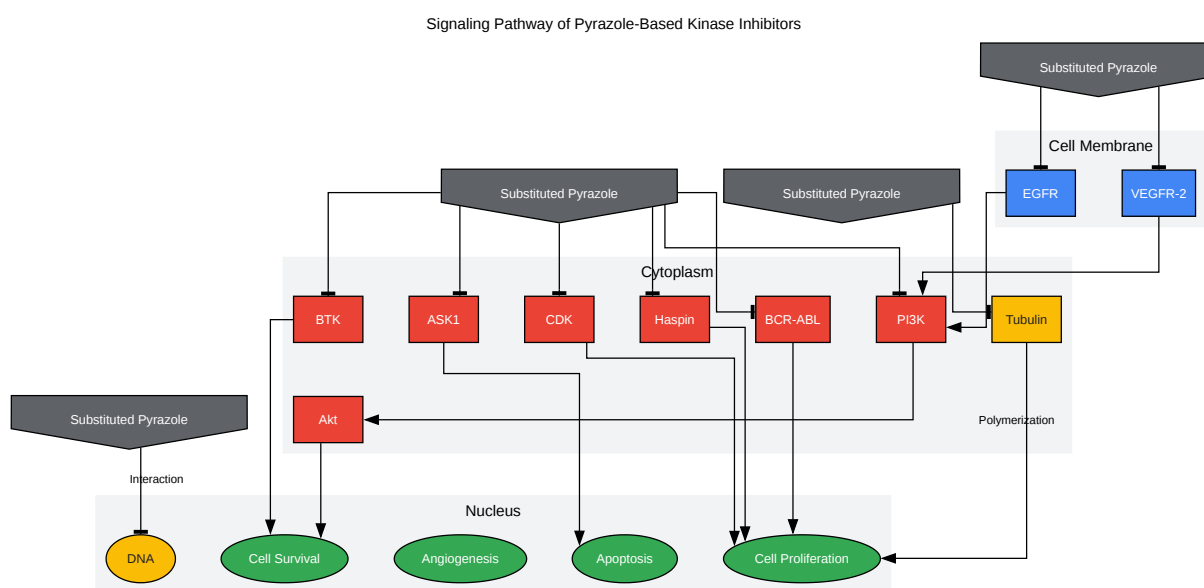 Signaling Pathway of Pyrazole-Based Kinase Inhibitors
Substituted Pyrazole
Cell Membrane
EGFR
VEGFR-2
Substituted Pyrazole
Substituted Pyrazole
Cytoplasm
BTK
ASK1
CDK
Haspin
BCR-ABL
PI3K
Tubulin
Substituted Pyrazole
Akt
Polymerization
Interaction
Nucleus
DNA
Cell Survival
Angiogenesis
Apoptosis
Cell Proliferation